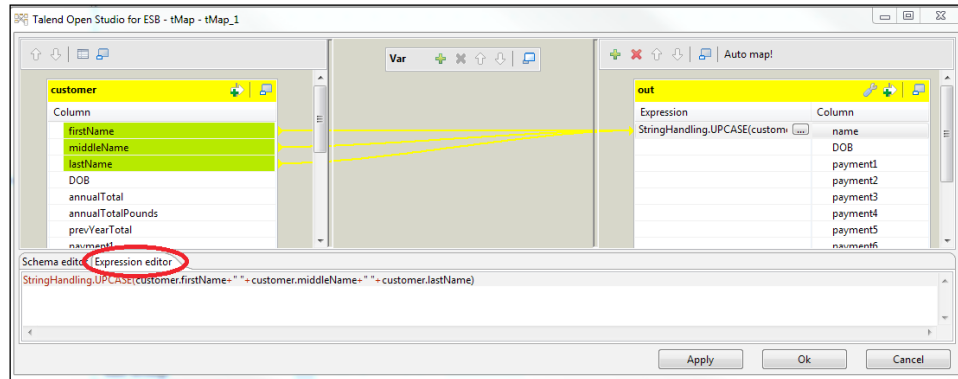 Talend Open Studio for ESB - tMap - tMap_1
Var
Auto map!
customer
Column
firstName
middleName
lastName
DOB
annualTotal
annualTotalPounds
prevYearTotal
payment1
out
Expression Column
StringHandling.UPCASE(custom ... name
DOB
payment1
payment2
payment3
payment4
payment5
payment6
Schema editor Expression editor
StringHandling.UPCASE(customer.firstName+" "+customer.middleName+" "+customer.lastName)
Apply Ok Cancel